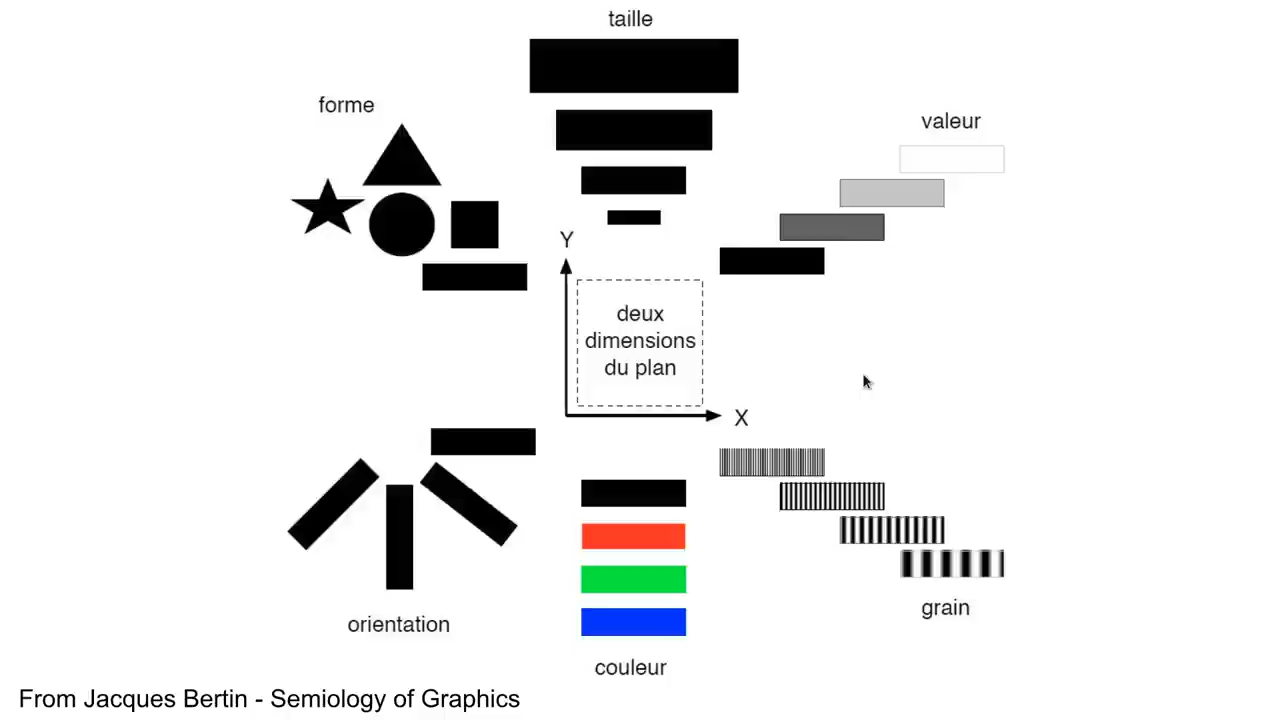 taille
forme
valeur
Y
deux
dimensions
du plan
X
orientation
grain
couleur
From Jacques Bertin - Semiology of Graphics